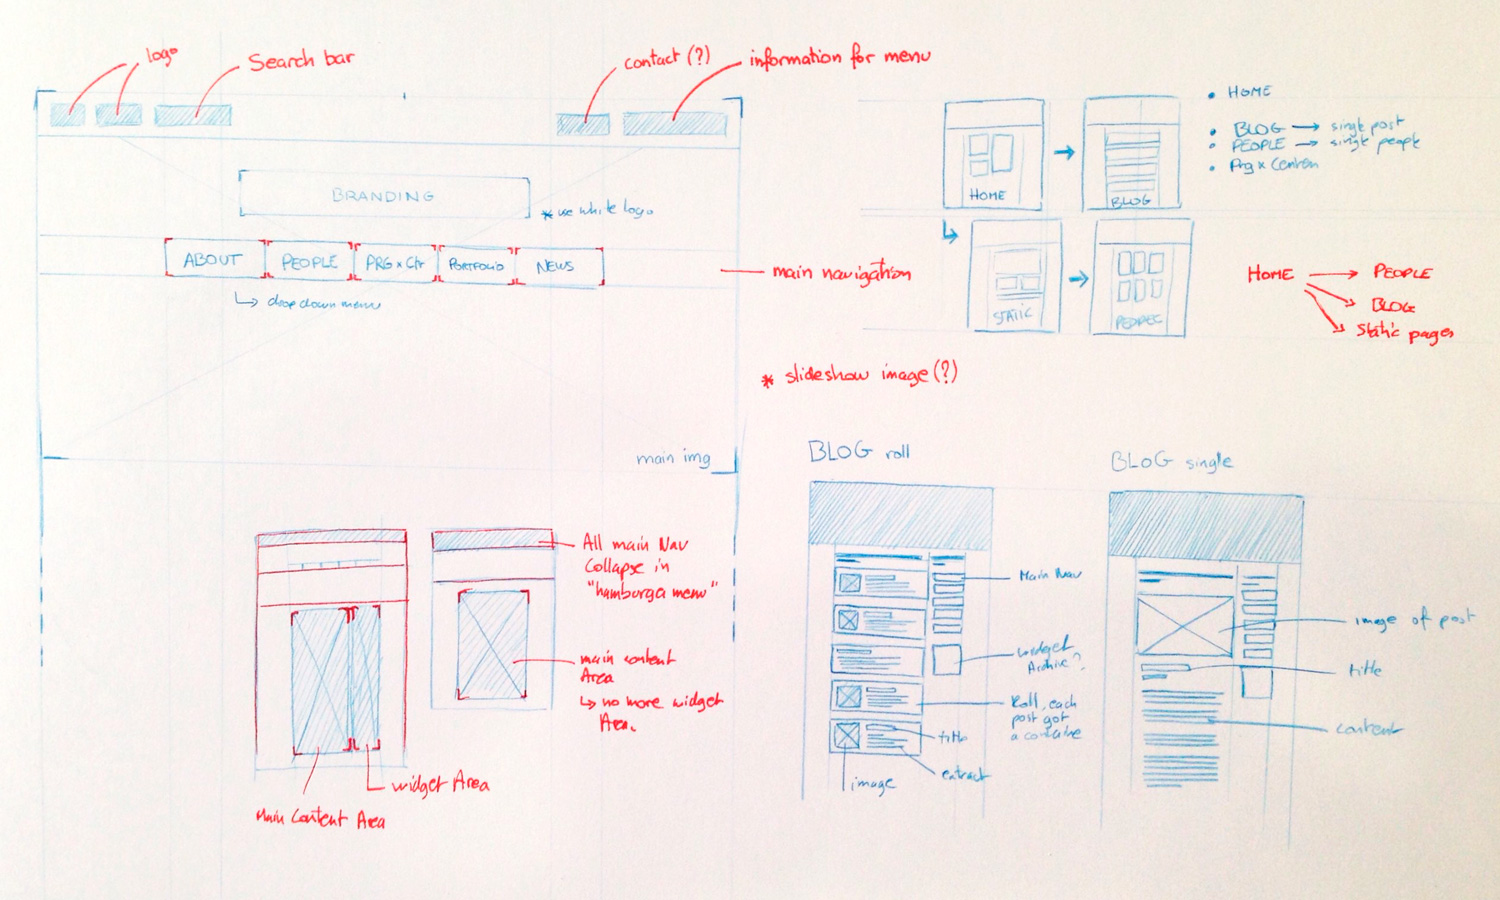 logo
Search bar
contact (?)
information for menu
BRANDING
* use white logo
ABOUT
PEOPLE
PRG x Ctr
PORTFOLIO
NEWS
drop down menu
main navigation
main img
HOME
BLOG
STATIC
PEOPLE
• HOME
• BLOG → single post
• PEOPLE → single people
• Prg x
HOME → PEOPLE
BLOG
Static pages
* slideshow image (?)
All main Nav
Collapse in
"hamburga menu"
main content
Area
↳ no more widget
Area.
widget Area
Main Content Area
BLOG roll
Main Nav
widget
Archive?
Roll, each
post got
a container
title
extract
image
BLOG single
image of post
title
content